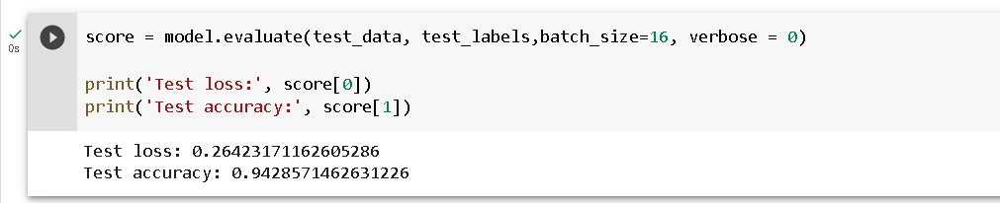 score = model.evaluate(test_data, test_labels,batch_size=16, verbose = 0)
0s
print('Test loss:', score[0])
print('Test accuracy:', score[1])
Test loss: 0.26423171162605286
Test accuracy: 0.9428571462631226